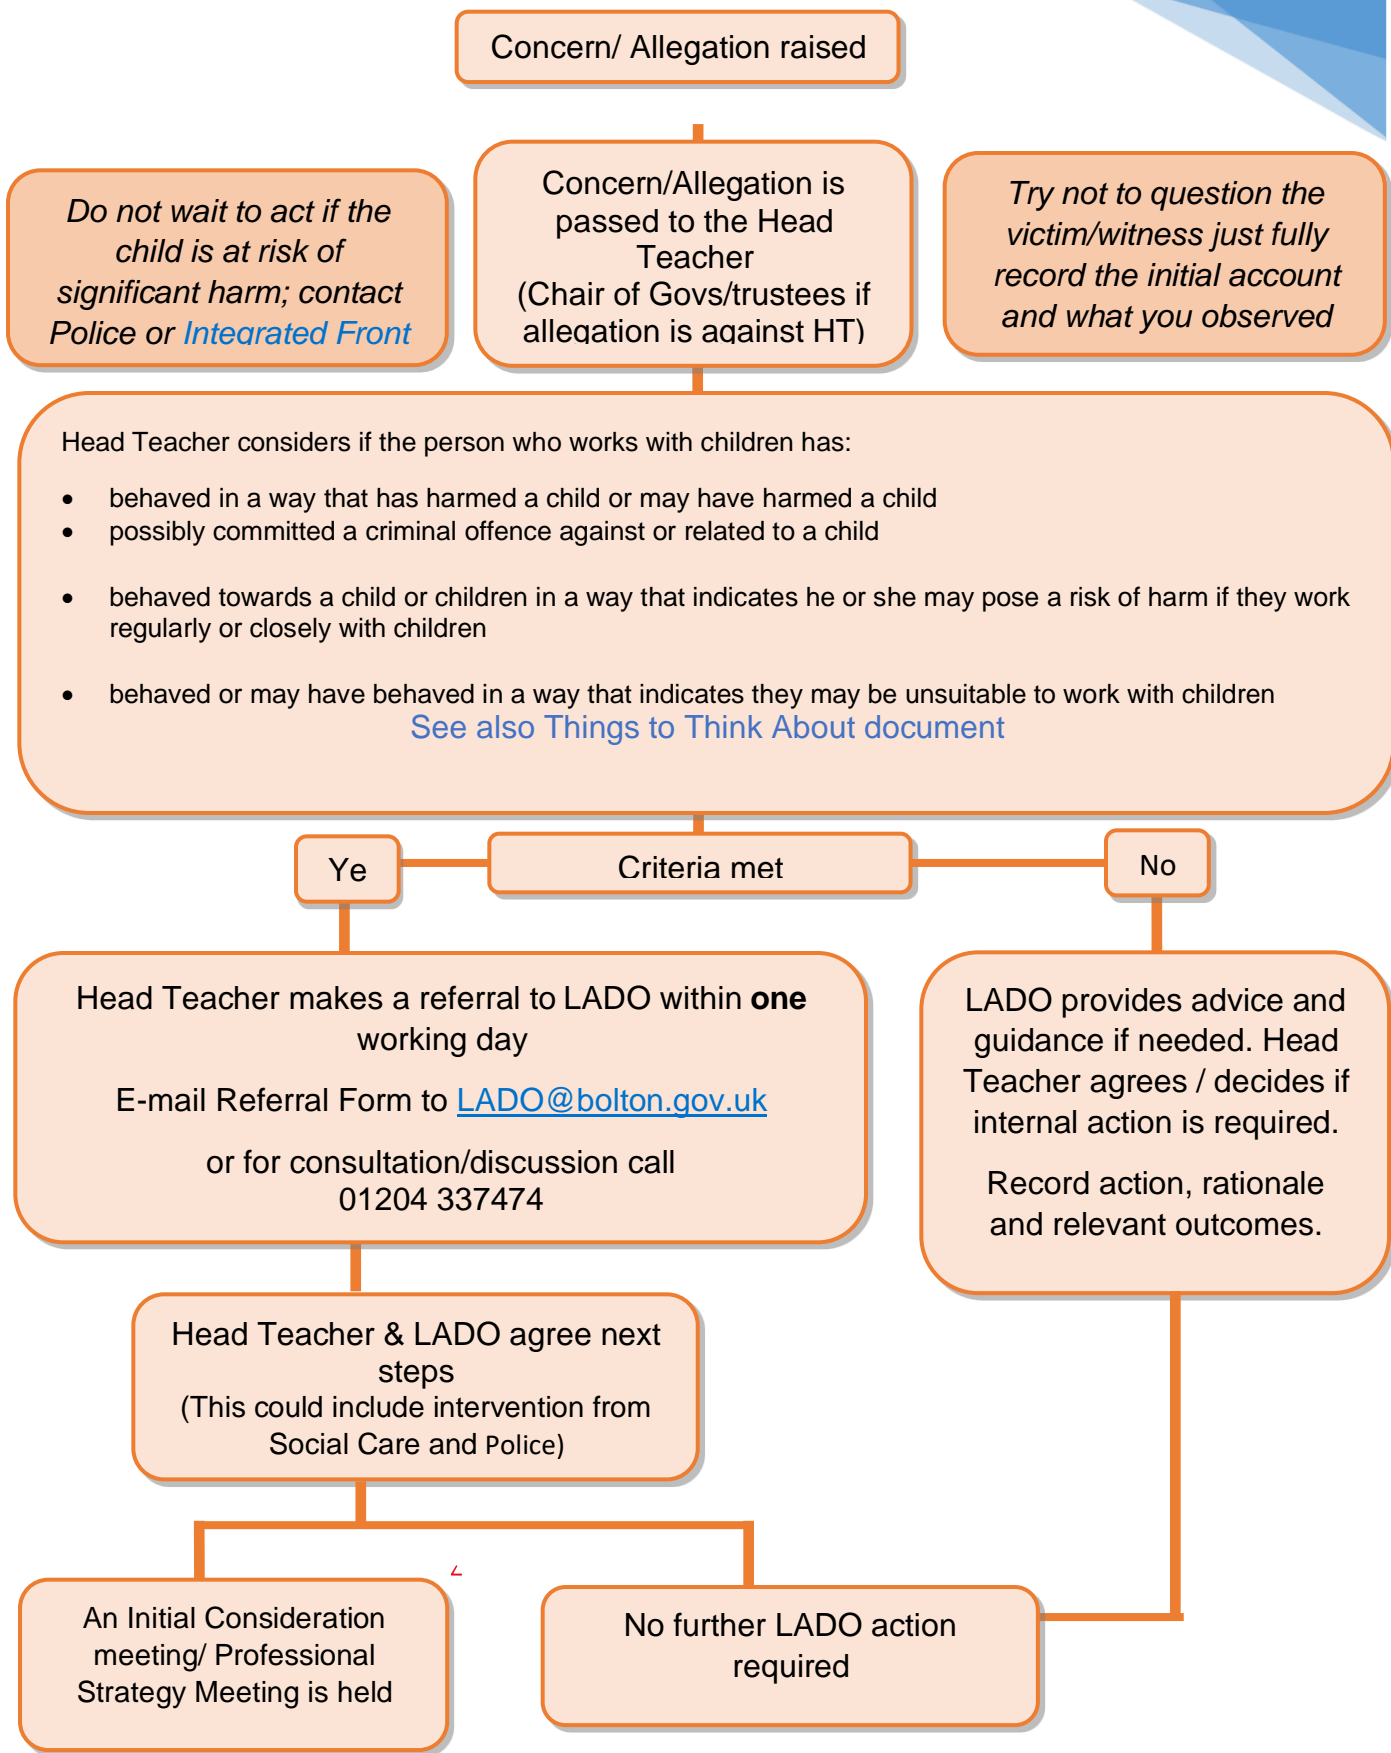 Concern/ Allegation raised
Do not wait to act if the
child is at risk of
significant harm; contact
Police or Integrated Front
Concern/Allegation is
passed to the Head
Teacher
(Chair of Govs/trustees if
allegation is against HT)
Try not to question the
victim/witness just fully
record the initial account
and what you observed
Head Teacher considers if the person who works with children has:
• behaved in a way that has harmed a child or may have harmed a child
• possibly committed a criminal offence against or related to a child
• behaved towards a child or children in a way that indicates he or she may pose a risk of harm if they work
regularly or closely with children
• behaved or may have behaved in a way that indicates they may be unsuitable to work with children
See also Things to Think About document
Ye
Criteria met
No
Head Teacher makes a referral to LADO within one
working day
E-mail Referral Form to LADO@bolton.gov.uk
or for consultation/discussion call
01204 337474
LADO provides advice and
guidance if needed. Head
Teacher agrees / decides if
internal action is required.
Record action, rationale
and relevant outcomes.
Head Teacher & LADO agree next
steps
(This could include intervention from
Social Care and Police)
An Initial Consideration
meeting/ Professional
Strategy Meeting is held
No further LADO action
required